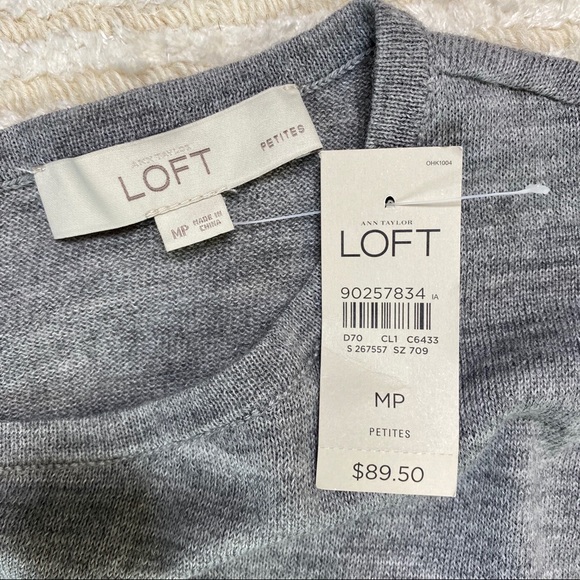 ANN TAYLOR
LOFT
PETITES
MP
MADE IN
CHINA
OHK1004
ANN TAYLOR
LOFT
90257834 IA
D70 CL1 C6433
S 267557 SZ 709
MP
PETITES
$89.50